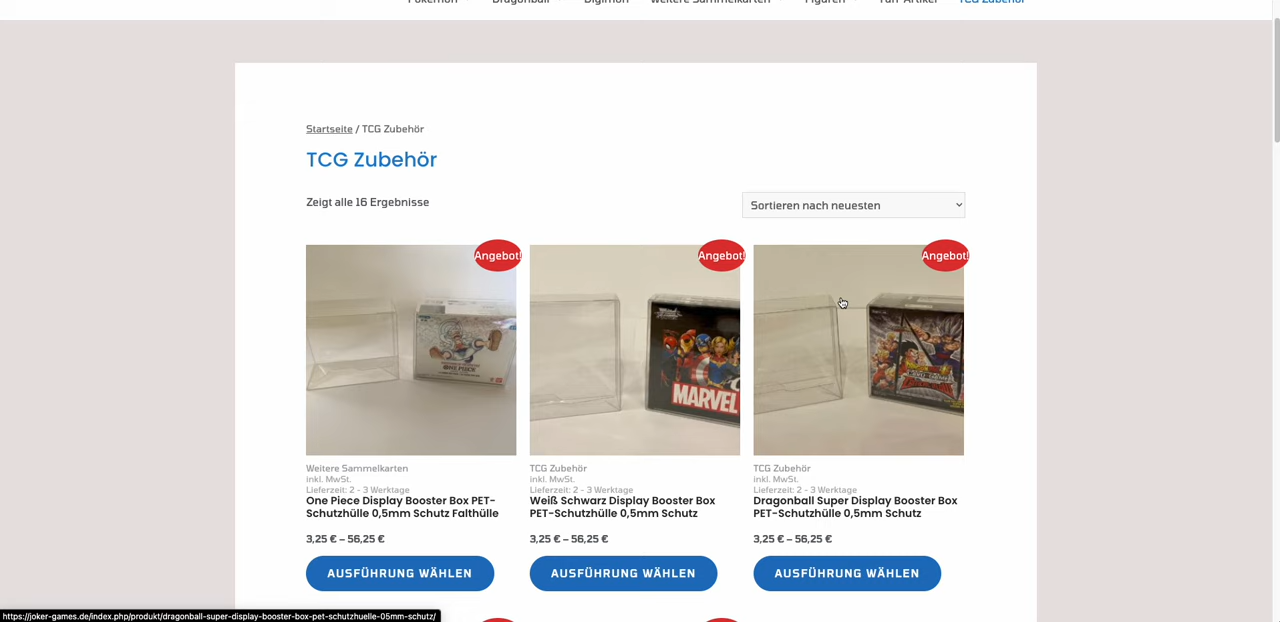 Pokemon Dragonball Digimon Weitere Sammelkarten Figuren Fan-Artikel TCG Zubehör
Startseite / TCG Zubehör
TCG Zubehör
Zeigt alle 16 Ergebnisse
Sortieren nach neuesten
Angebot! Angebot! Angebot!
ONE PIECE
MARVEL
Weitere Sammelkarten
inkl. MwSt.
Lieferzeit: 2 - 3 Werktage
One Piece Display Booster Box PET-
Schutzhülle 0,5mm Schutz Falthülle
3,25 € – 56,25 €
AUSFÜHRUNG WÄHLEN
TCG Zubehör
inkl. MwSt.
Lieferzeit: 2 - 3 Werktage
Weiß Schwarz Display Booster Box
PET-Schutzhülle 0,5mm Schutz
3,25 € – 56,25 €
AUSFÜHRUNG WÄHLEN
TCG Zubehör
inkl. MwSt.
Lieferzeit: 2 - 3 Werktage
Dragonball Super Display Booster Box
PET-Schutzhülle 0,5mm Schutz
3,25 € – 56,25 €
AUSFÜHRUNG WÄHLEN
https://joker-games.de/index.php/produkt/dragonball-super-display-booster-box-pet-schutzhuelle-05mm-schutz/